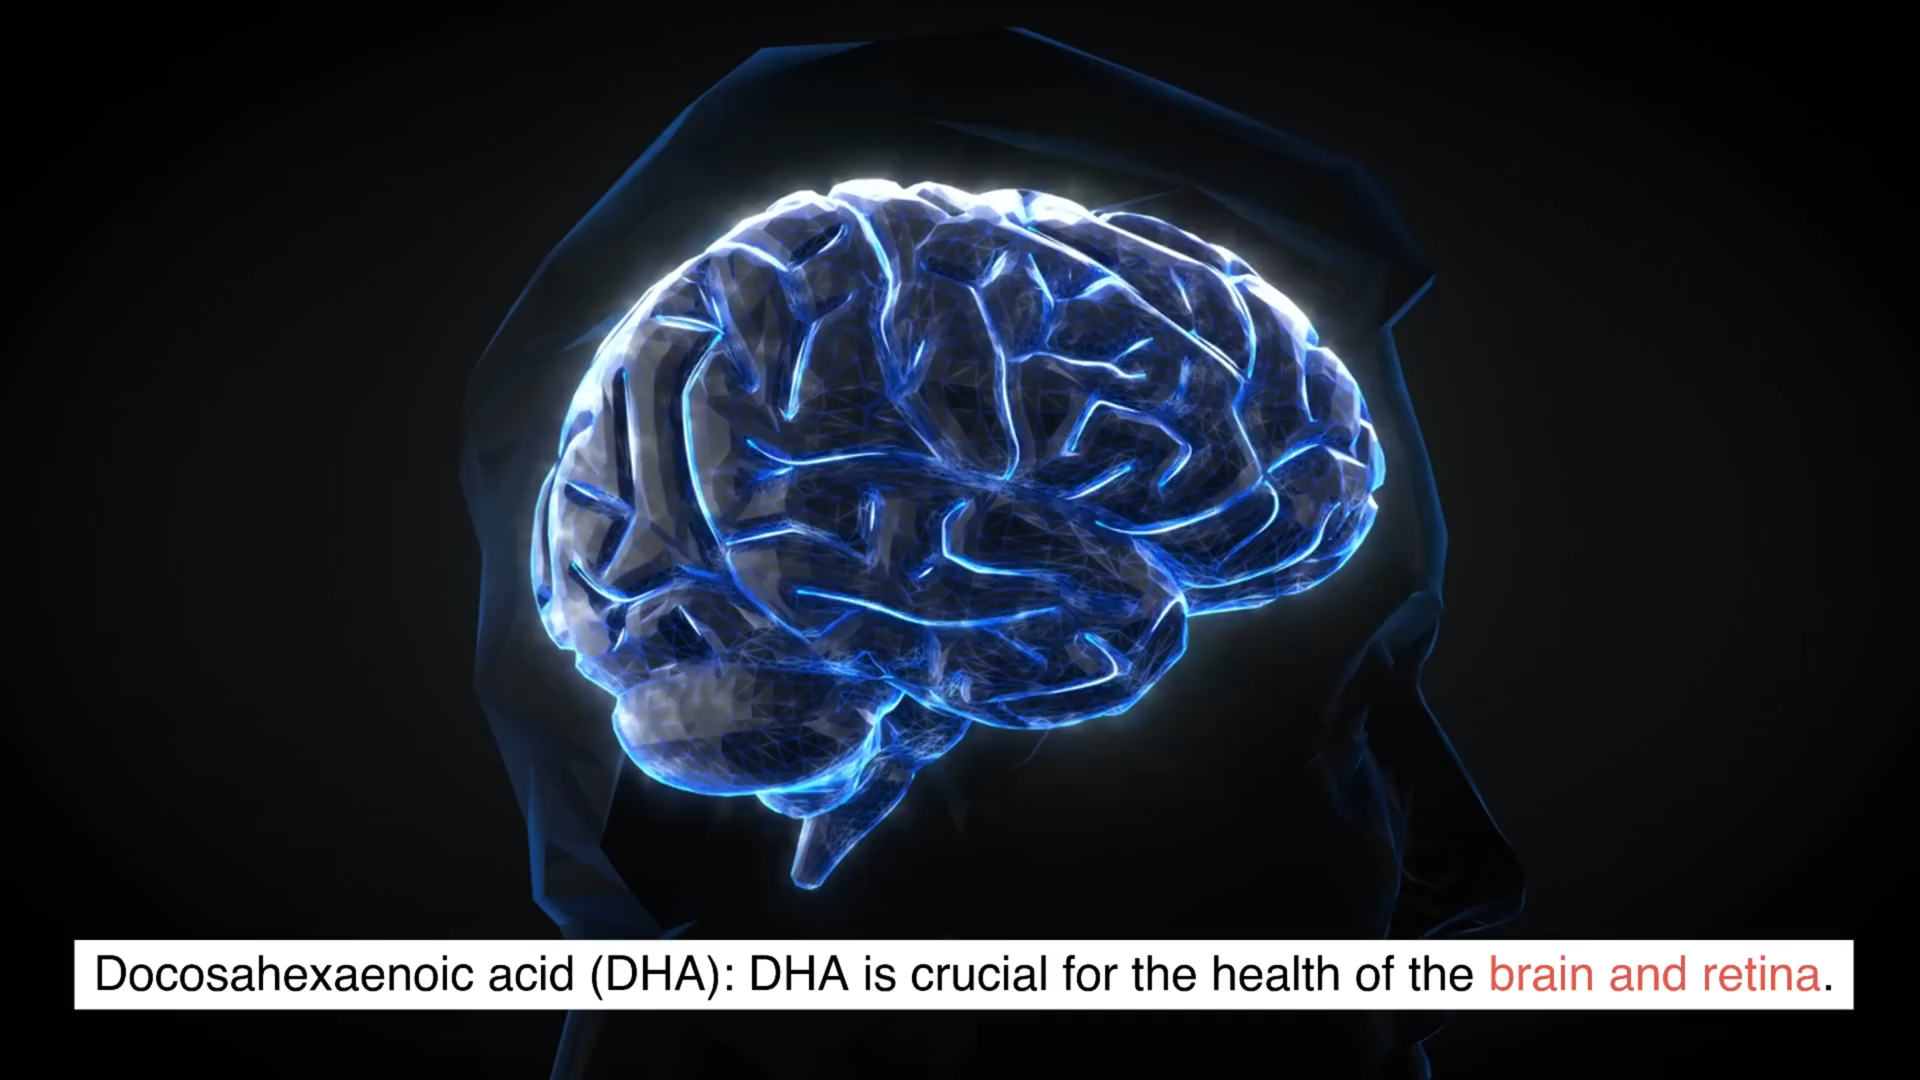 Docosahexaenoic acid (DHA): DHA is crucial for the health of the brain and retina.